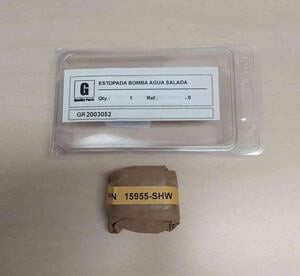 G
Quality Parts
ESTOPADA BOMBA AGUA SALADA
Qty.: 1 Ref.: - 0
GR 2003052
PN 15955-SHW